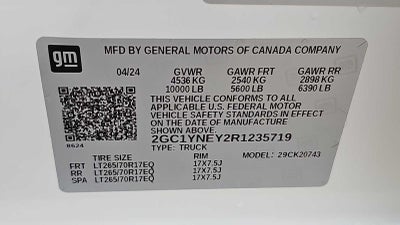 gm
MFD BY GENERAL MOTORS OF CANADA COMPANY
04/24 GVWR GAWR FRT GAWR RR
4536 KG 2540 KG 2898 KG
10000 LB 5600 LB 6390 LB
THIS VEHICLE CONFORMS TO ALL
APPLICABLE U.S. FEDERAL MOTOR
VEHICLE SAFETY STANDARDS IN EFFECT
ON THE DATE OF MANUFACTURE
2GC1YNEY2R1235719
8624
TYPE: TRUCK MODEL: 29CK20743
TIRE SIZE RIM
FRT LT265/70R17EQ 17X7.5J
RR LT265/70R17EQ 17X7.5J
SPA LT265/70R17EQ 17X7.5J